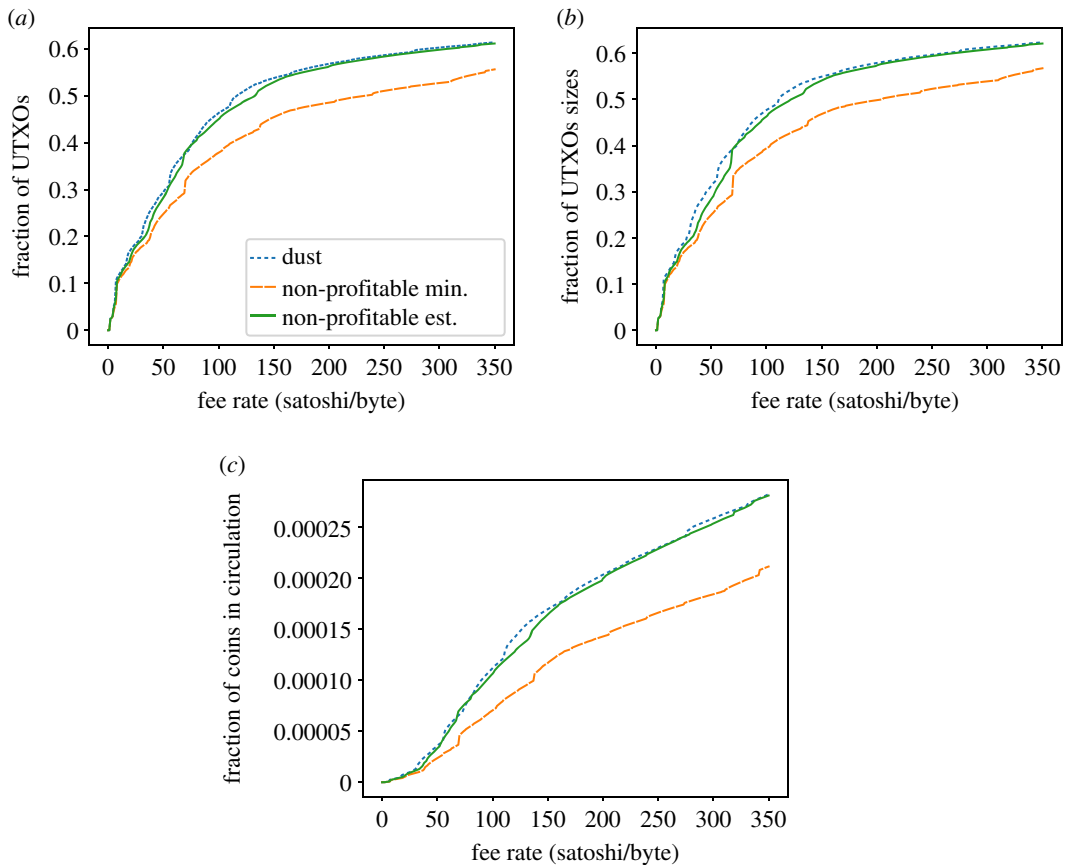 (a)
fraction of UTXOs
0.6
0.5
0.4
0.3
0.2
0.1
0
0 50 100 150 200 250 300 350
fee rate (satoshi/byte)
dust
non-profitable min.
non-profitable est.
(b)
fraction of UTXOs sizes
0.6
0.5
0.4
0.3
0.2
0.1
0
0 50 100 150 200 250 300 350
fee rate (satoshi/byte)
(c)
fraction of coins in circulation
0.00025
0.00020
0.00015
0.00010
0.00005
0
0 50 100 150 200 250 300 350
fee rate (satoshi/byte)